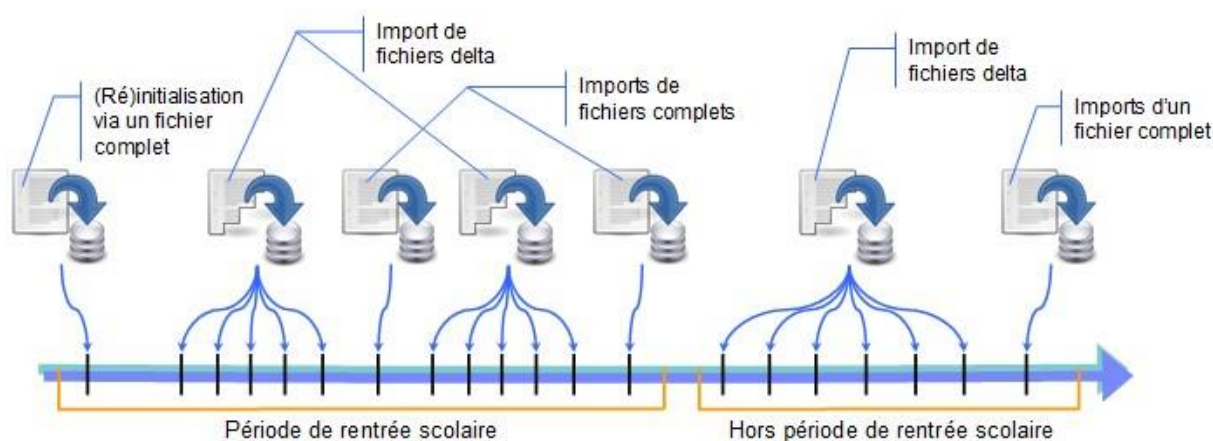 (Ré)initialisation
via un fichier
complet
Import de
fichiers delta
Imports de
fichiers complets
Import de
fichiers delta
Imports d'un
fichier complet
Période de rentrée scolaire
Hors période de rentrée scolaire